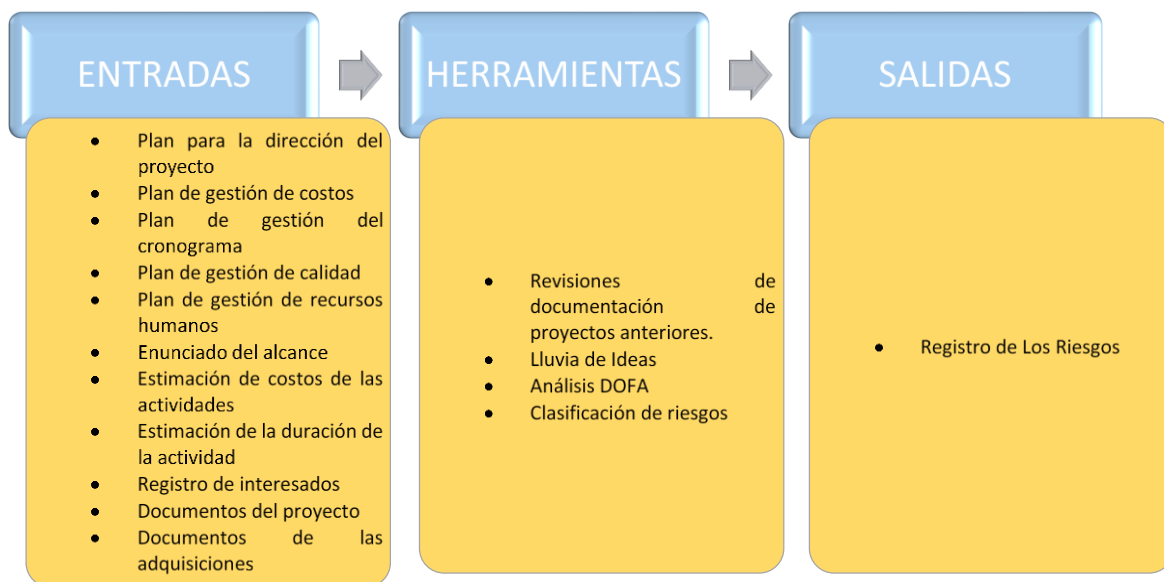 ENTRADAS
• Plan para la dirección del
proyecto
• Plan de gestión de costos
• Plan de gestión del
cronograma
• Plan de gestión de calidad
• Plan de gestión de recursos
humanos
• Enunciado del alcance
• Estimación de costos de las
actividades
• Estimación de la duración de
la actividad
• Registro de interesados
• Documentos del proyecto
• Documentos de las
adquisiciones
HERRAMIENTAS
• Revisiones de
documentación de
proyectos anteriores.
• Lluvia de Ideas
• Análisis DOFA
• Clasificación de riesgos
SALIDAS
• Registro de Los Riesgos